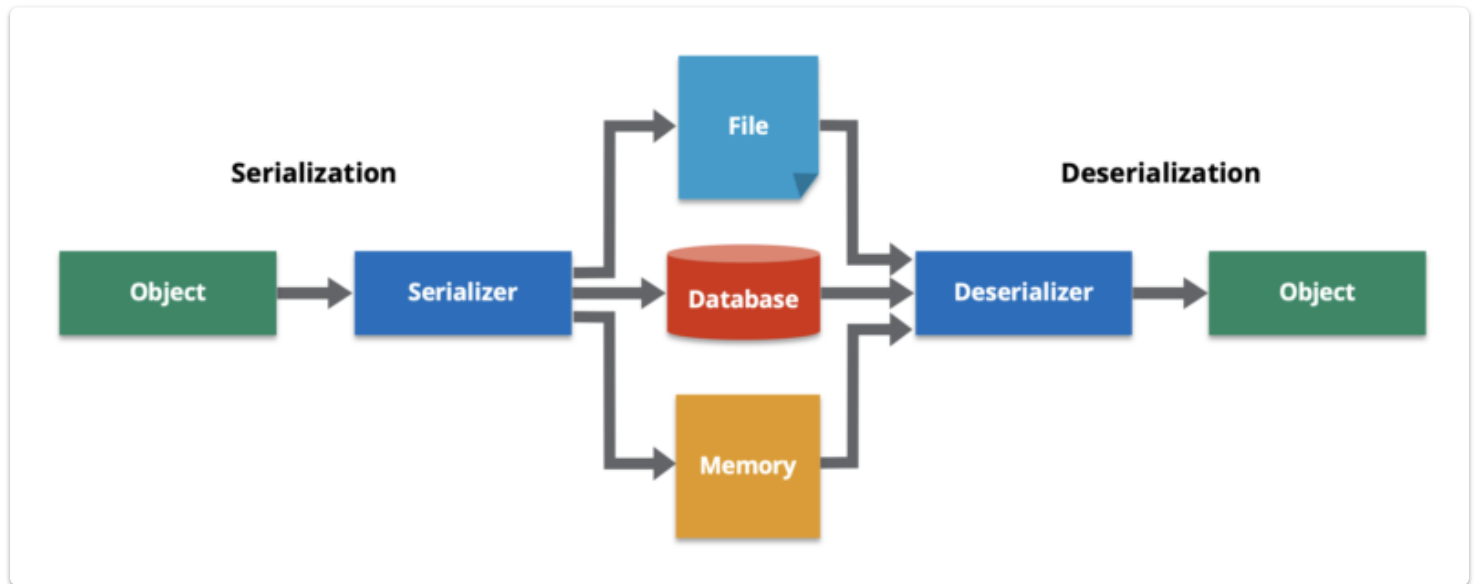 File
Serialization
Deserialization
Object
Serializer
Database
Deserializer
Object
Memory